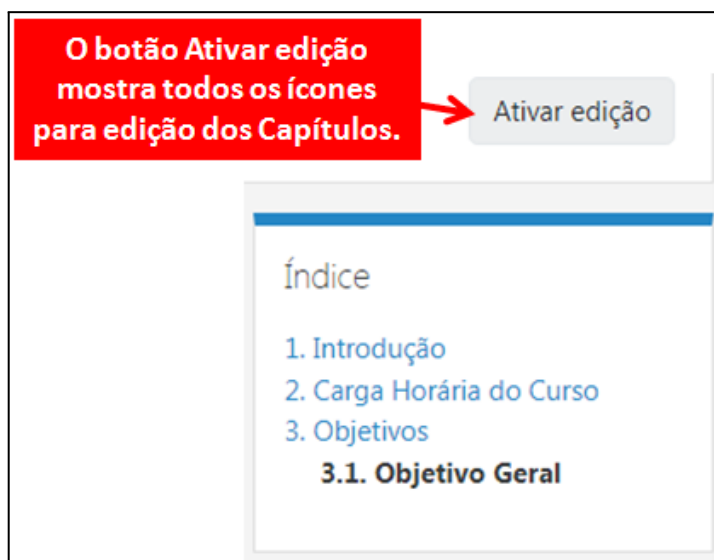 O botão Ativar edição
mostra todos os ícones
para edição dos Capítulos.
Ativar edição
Índice
1. Introdução
2. Carga Horária do Curso
3. Objetivos
3.1. Objetivo Geral